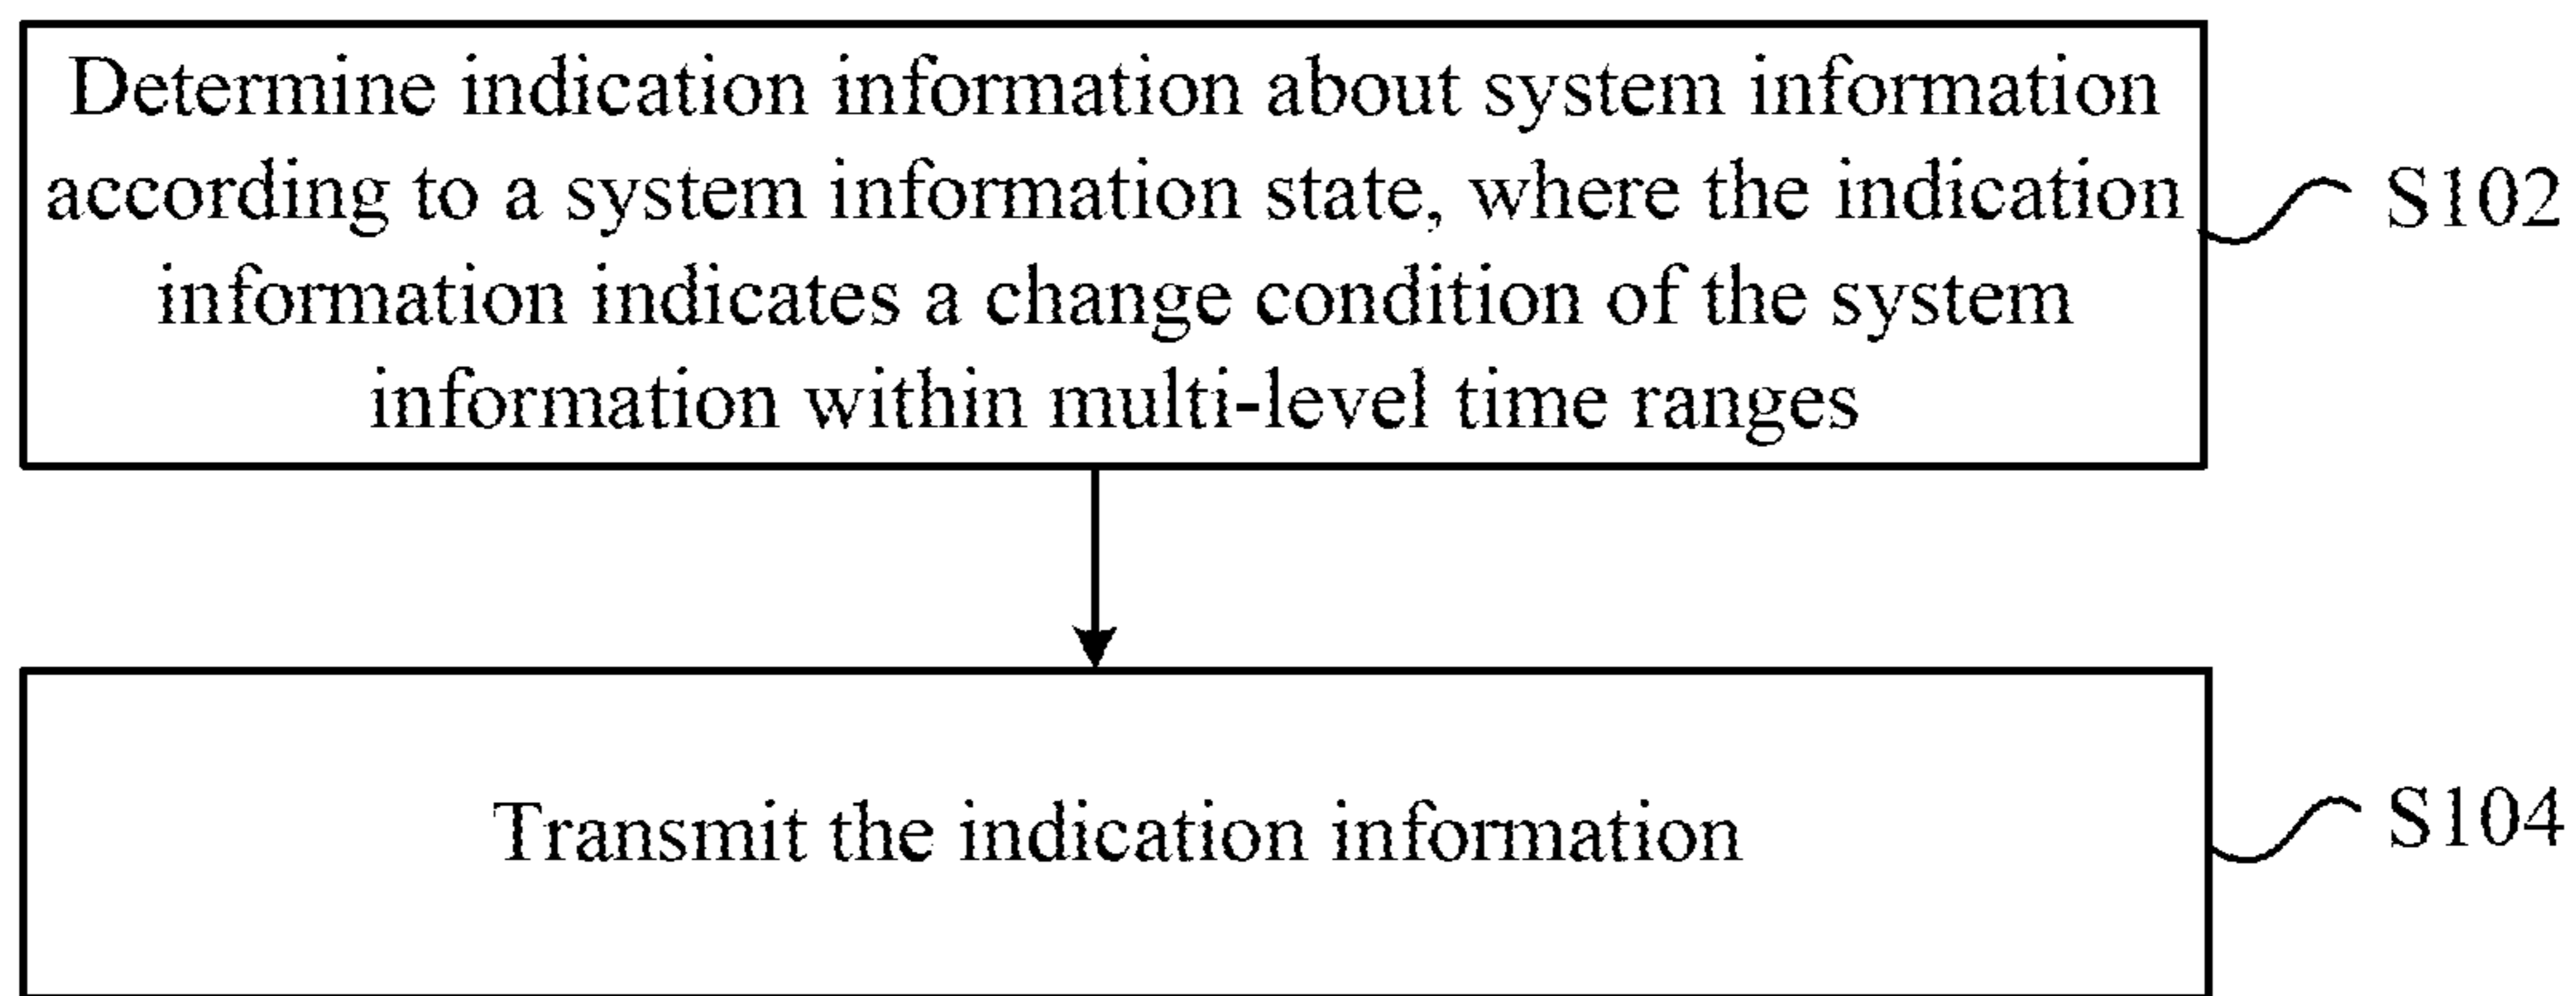 Determine indication information about system information
according to a system information state, where the indication
information indicates a change condition of the system
information within multi-level time ranges
S102
Transmit the indication information
S104